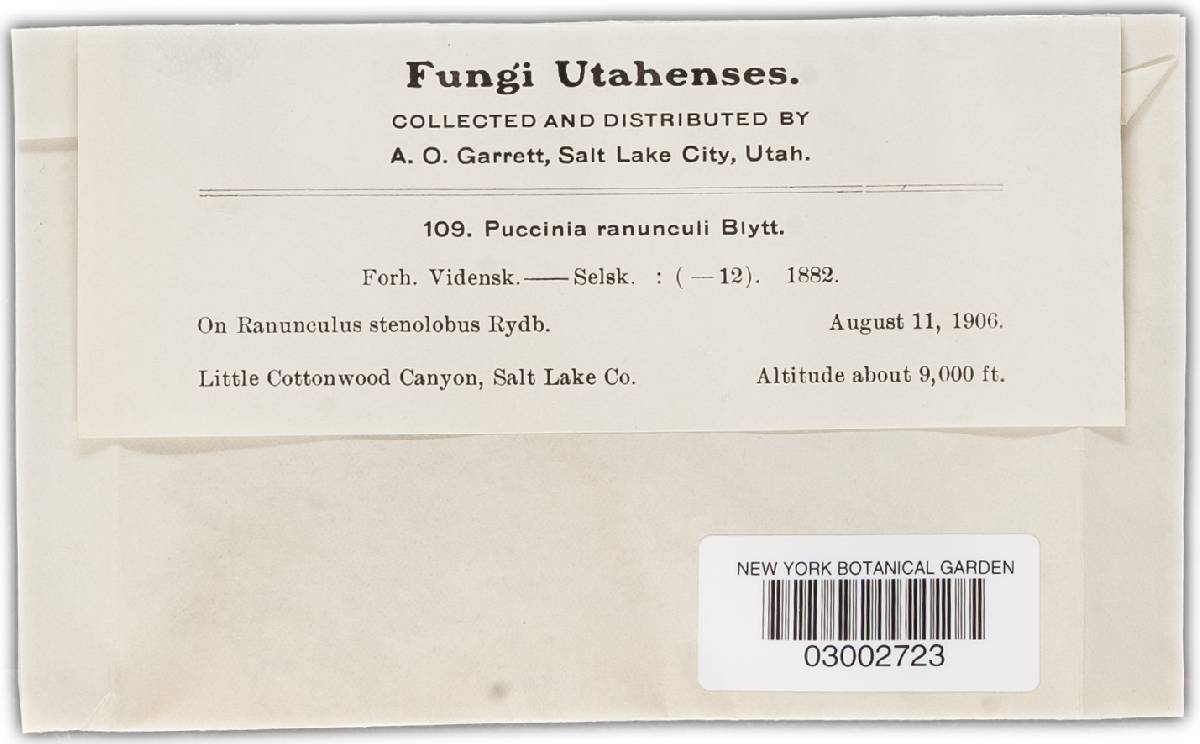 Fungi Utahenses.
COLLECTED AND DISTRIBUTED BY
A. O. Garrett, Salt Lake City, Utah.
109. Puccinia ranunculi Blytt.
Forh. Vidensk.——Selsk. : ( —12). 1882.
On Ranunculus stenolobus Rydb. August 11, 1906.
Little Cottonwood Canyon, Salt Lake Co. Altitude about 9,000 ft.
NEW YORK BOTANICAL GARDEN
03002723